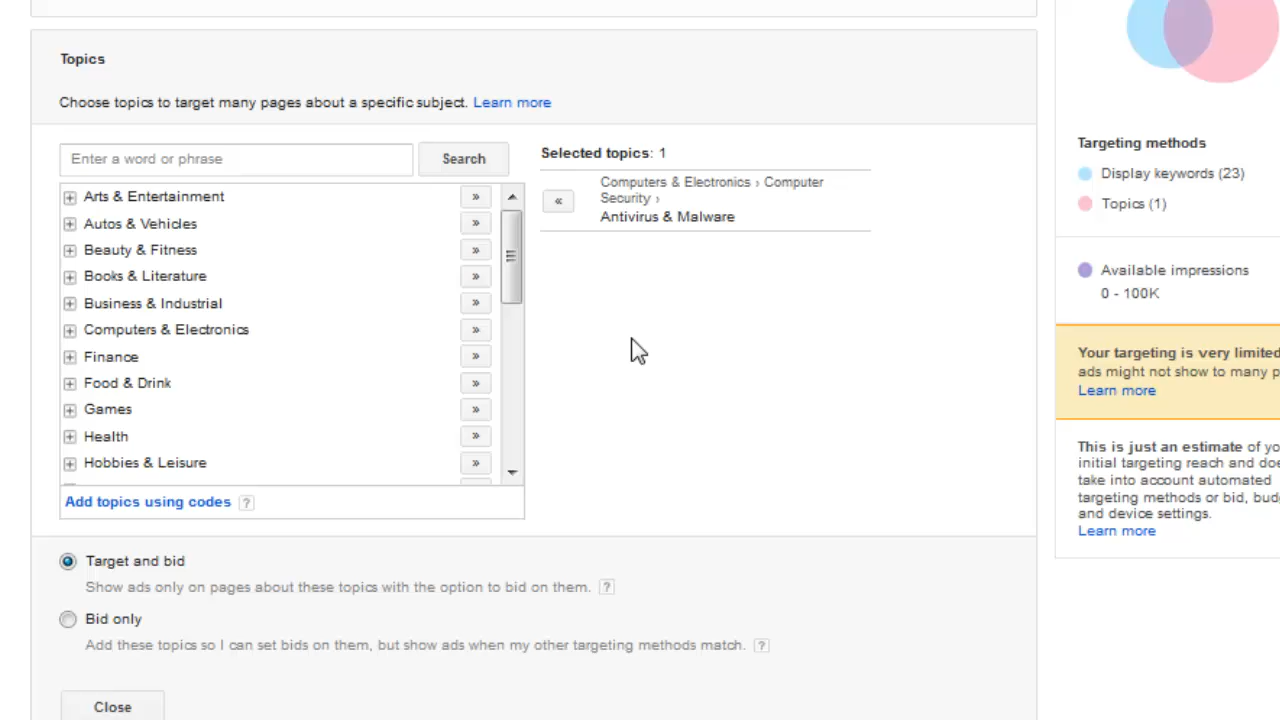 Topics
Choose topics to target many pages about a specific subject. Learn more
Enter a word or phrase
Search
Arts & Entertainment »
Autos & Vehicles »
Beauty & Fitness »
Books & Literature »
Business & Industrial »
Computers & Electronics »
Finance »
Food & Drink »
Games »
Health »
Hobbies & Leisure »
Add topics using codes ?
Selected topics: 1
«
Computers & Electronics › Computer
Security ›
Antivirus & Malware
Target and bid
Show ads only on pages about these topics with the option to bid on them. ?
Bid only
Add these topics so I can set bids on them, but show ads when my other targeting methods match. ?
Close
Targeting methods
Display keywords (23)
Topics (1)
Available impressions
0 - 100K
Your targeting is very limited
ads might not show to many
Learn more
This is just an estimate of
initial targeting reach and
take into account automated
targeting methods or bid,
and device settings.
Learn more